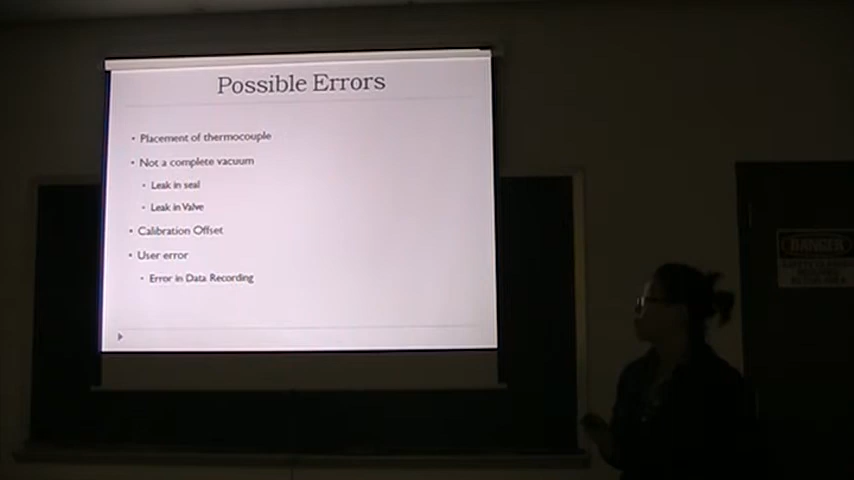 Possible Errors
• Placement of thermocouple
• Not a complete vacuum
• Leak in seal
• Leak in Valve
• Calibration Offset
• User error
• Error in Data Recording
DANGER